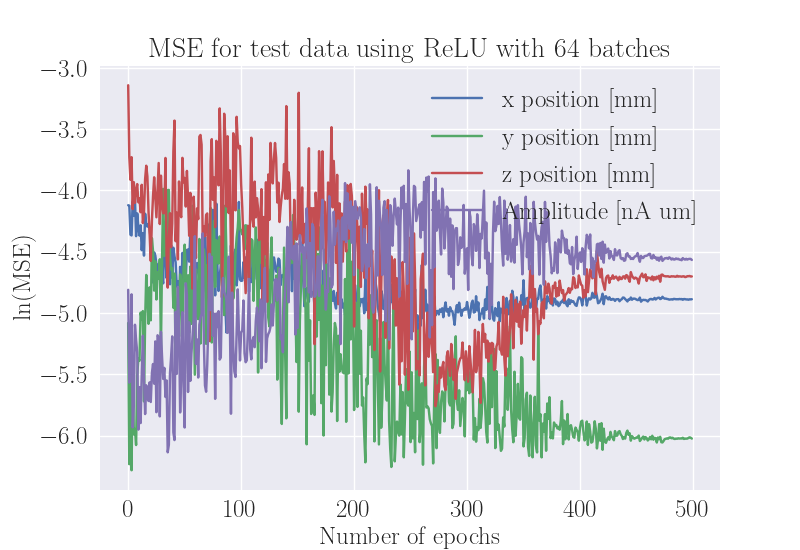 MSE for test data using ReLU with 64 batches
−3.0
−3.5
−4.0
−4.5
−5.0
−5.5
−6.0
ln(MSE)
x position [mm]
y position [mm]
z position [mm]
Amplitude [nA um]
0 100 200 300 400 500
Number of epochs